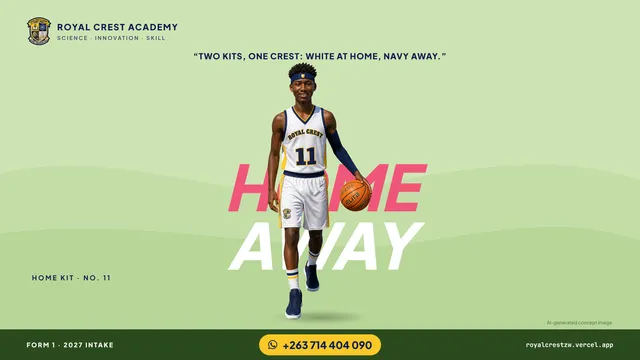 ROYAL CREST ACADEMY
SCIENCE · INNOVATION · SKILL
“TWO KITS, ONE CREST: WHITE AT HOME, NAVY AWAY.”
ROYAL CREST
11
HOME
AWAY
HOME KIT · NO. 11
AI-generated concept image
FORM 1 · 2027 INTAKE
+263 714 404 090
royalcrestzw.vercel.app